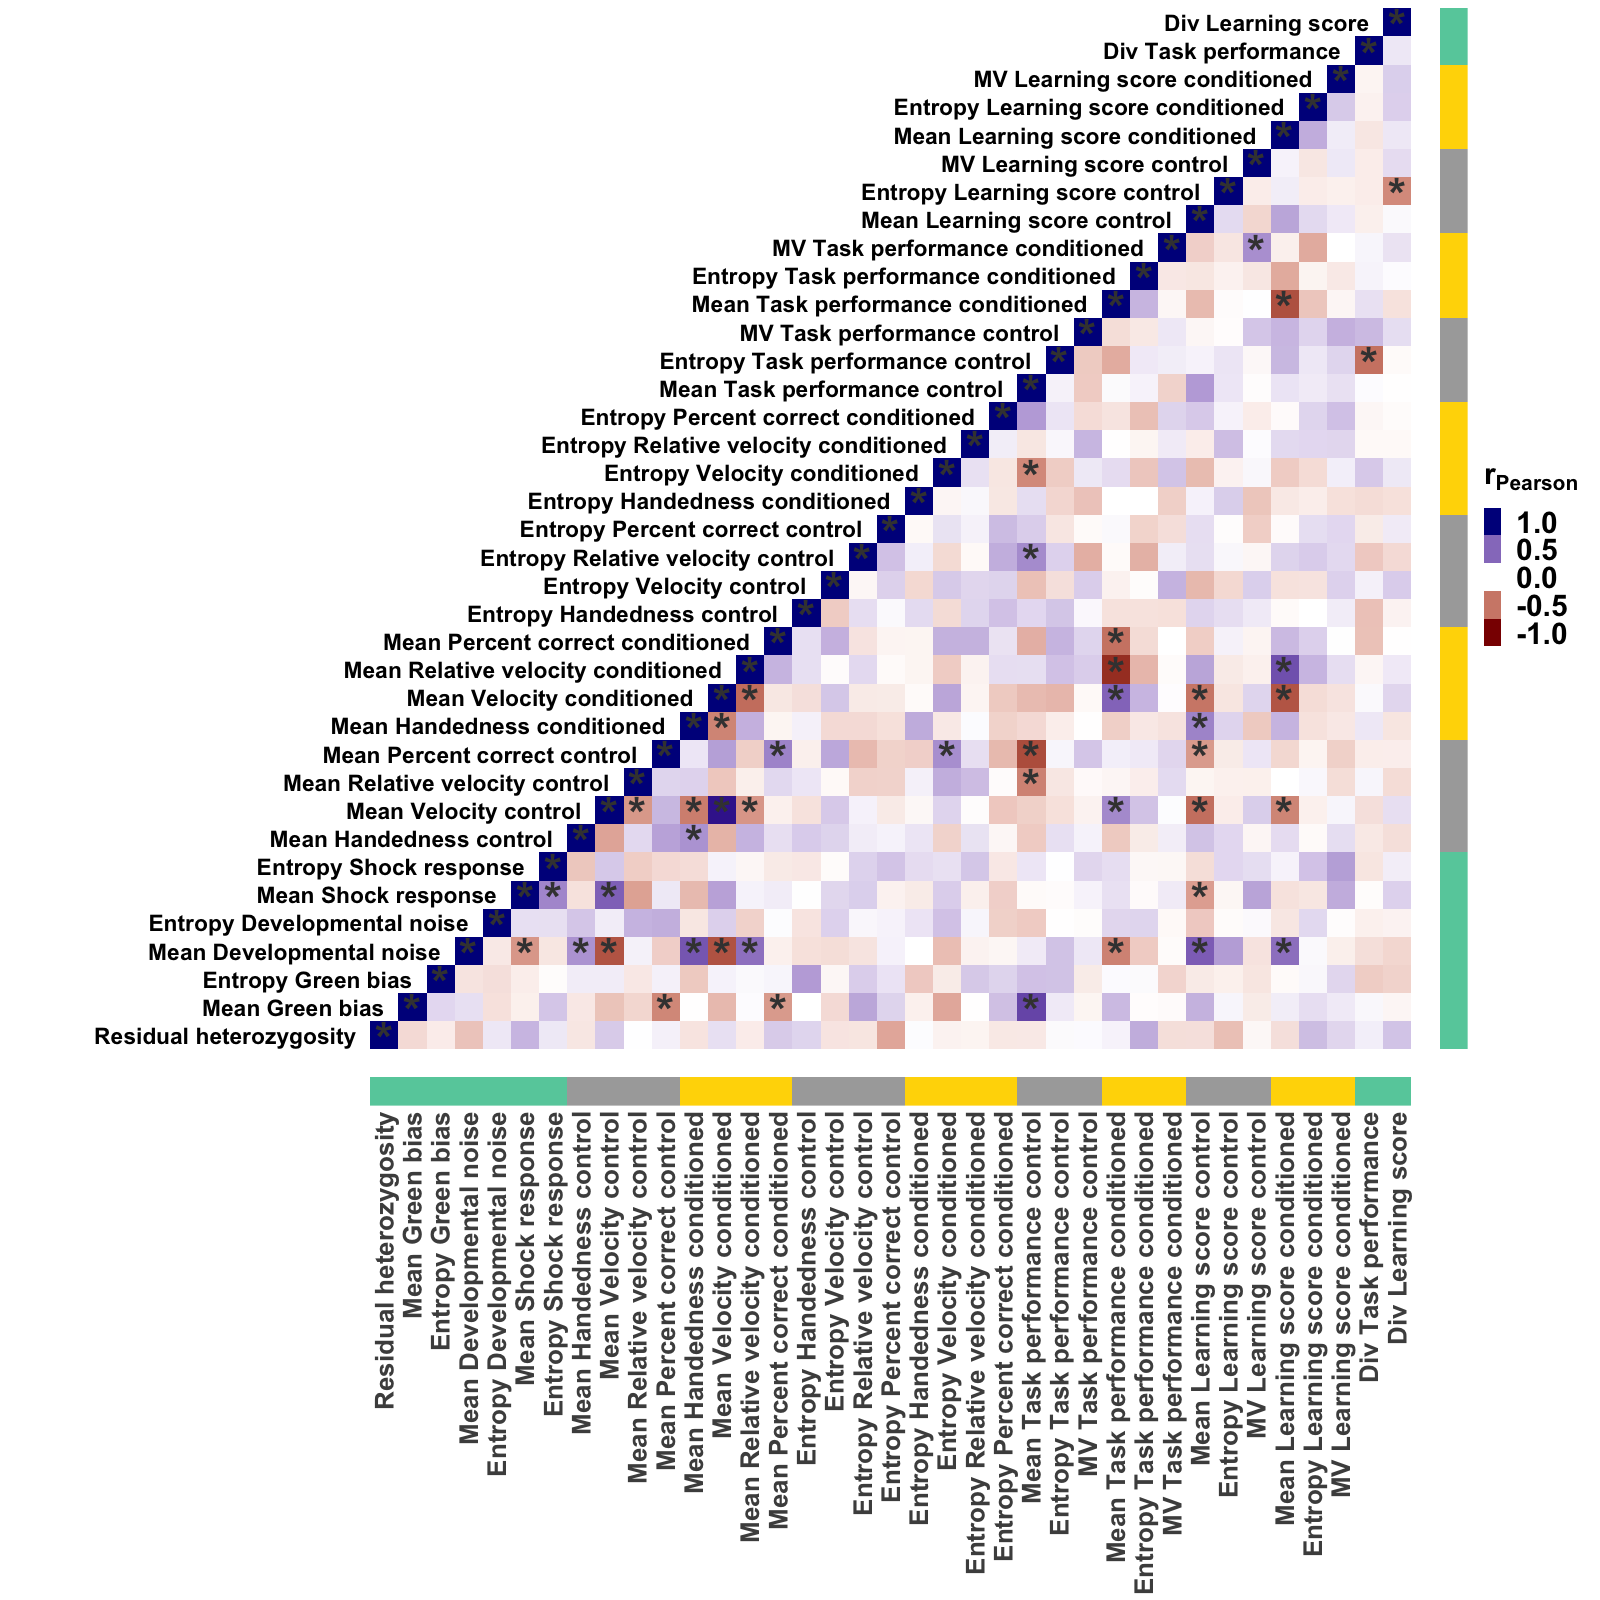 Div Learning score
Div Task performance
MV Learning score conditioned
Entropy Learning score conditioned
Mean Learning score conditioned
MV Learning score control
Entropy Learning score control
Mean Learning score control
MV Task performance conditioned
Entropy Task performance conditioned
Mean Task performance conditioned
MV Task performance control
Entropy Task performance control
Mean Task performance control
Entropy Percent correct conditioned
Entropy Relative velocity conditioned
Entropy Velocity conditioned
Entropy Handedness conditioned
Entropy Percent correct control
Entropy Relative velocity control
Entropy Velocity control
Entropy Handedness control
Mean Percent correct conditioned
Mean Relative velocity conditioned
Mean Velocity conditioned
Mean Handedness conditioned
Mean Percent correct control
Mean Relative velocity control
Mean Velocity control
Mean Handedness control
Entropy Shock response
Mean Shock response
Entropy Developmental noise
Mean Developmental noise
Entropy Green bias
Mean Green bias
Residual heterozygosity
rPearson
1.0
0.5
0.0
-0.5
-1.0
Residual heterozygosity
Mean Green bias
Entropy Green bias
Mean Developmental noise
Entropy Developmental noise
Mean Shock response
Entropy Shock response
Mean Handedness control
Mean Velocity control
Mean Relative velocity control
Mean Percent correct control
Mean Handedness conditioned
Mean Velocity conditioned
Mean Relative velocity conditioned
Mean Percent correct conditioned
Entropy Handedness control
Entropy Velocity control
Entropy Relative velocity control
Entropy Percent correct control
Entropy Handedness conditioned
Entropy Velocity conditioned
Entropy Relative velocity conditioned
Entropy Percent correct conditioned
Mean Task performance control
Entropy Task performance control
MV Task performance control
Mean Task performance conditioned
Entropy Task performance conditioned
MV Task performance conditioned
Mean Learning score control
Entropy Learning score control
MV Learning score control
Mean Learning score conditioned
Entropy Learning score conditioned
MV Learning score conditioned
Div Task performance
Div Learning score